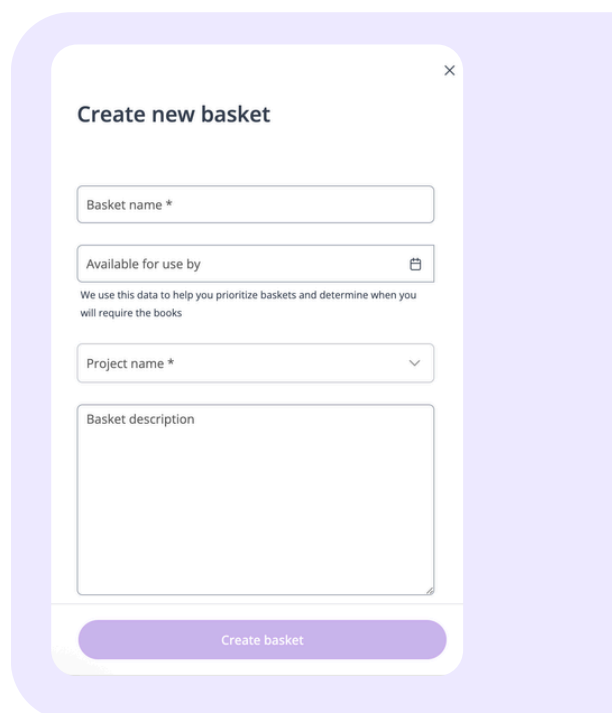 Create new basket
Basket name *
Available for use by
We use this data to help you prioritize baskets and determine when you
will require the books
Project name *
Basket description
Create basket